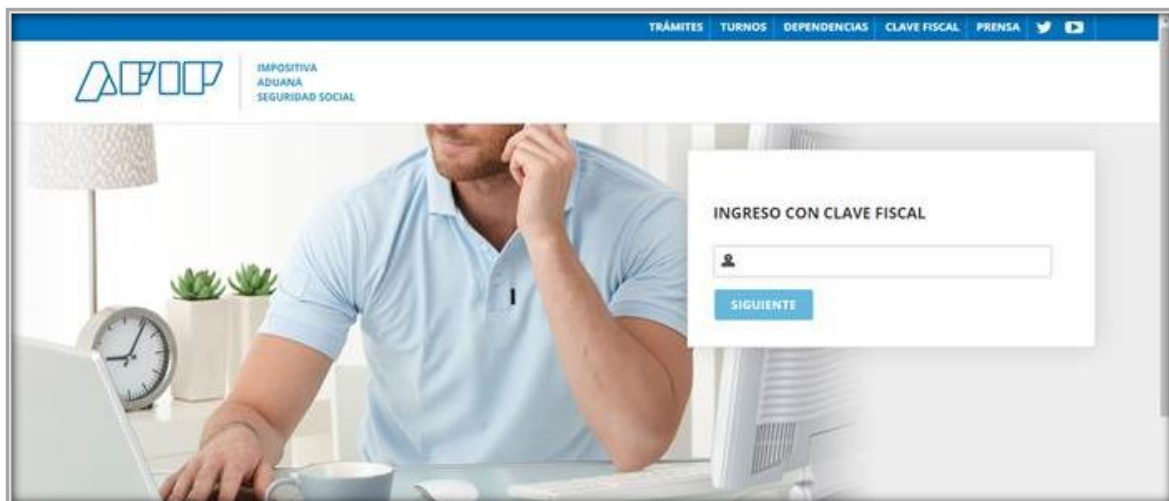 TRÁMITES TURNOS DEPENDENCIAS CLAVE FISCAL PRENSA
AFIP
IMPOSITIVA
ADUANA
SEGURIDAD SOCIAL
INGRESO CON CLAVE FISCAL
SIGUIENTE